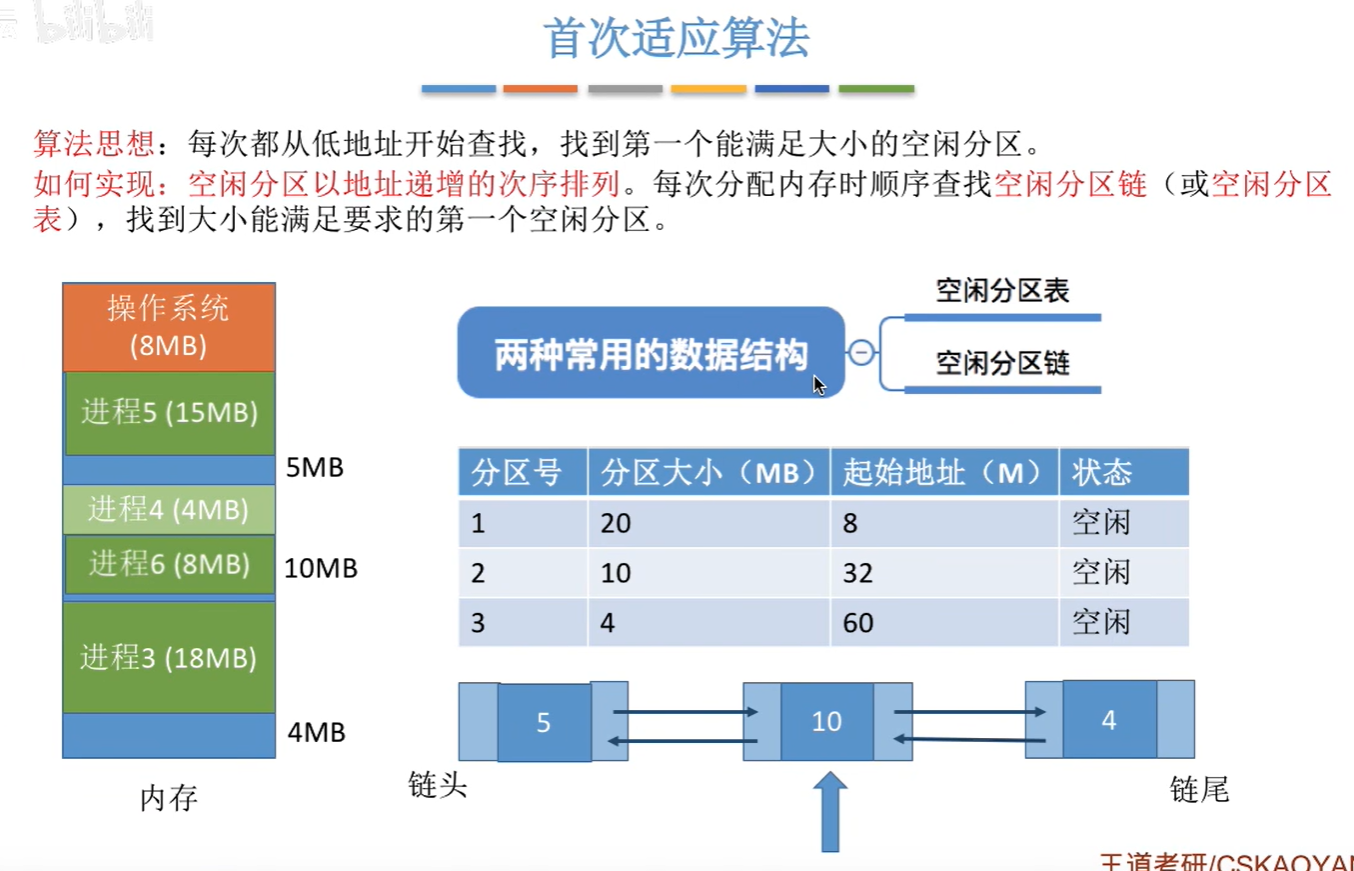 bilibili
首次适应算法
算法思想：每次都从低地址开始查找，找到第一个能满足大小的空闲分区。
如何实现：空闲分区以地址递增的次序排列。每次分配内存时顺序查找空闲分区链（或空闲分区
表），找到大小能满足要求的第一个空闲分区。
操作系统
(8MB)
进程5 (15MB)
5MB
进程4 (4MB)
进程6 (8MB)
10MB
进程3 (18MB)
4MB
内存
两种常用的数据结构
空闲分区表
空闲分区链
分区号 分区大小（MB） 起始地址（M） 状态
1 20 8 空闲
2 10 32 空闲
3 4 60 空闲
5 10 4
链头 链尾
王道考研/CSKAOYAN